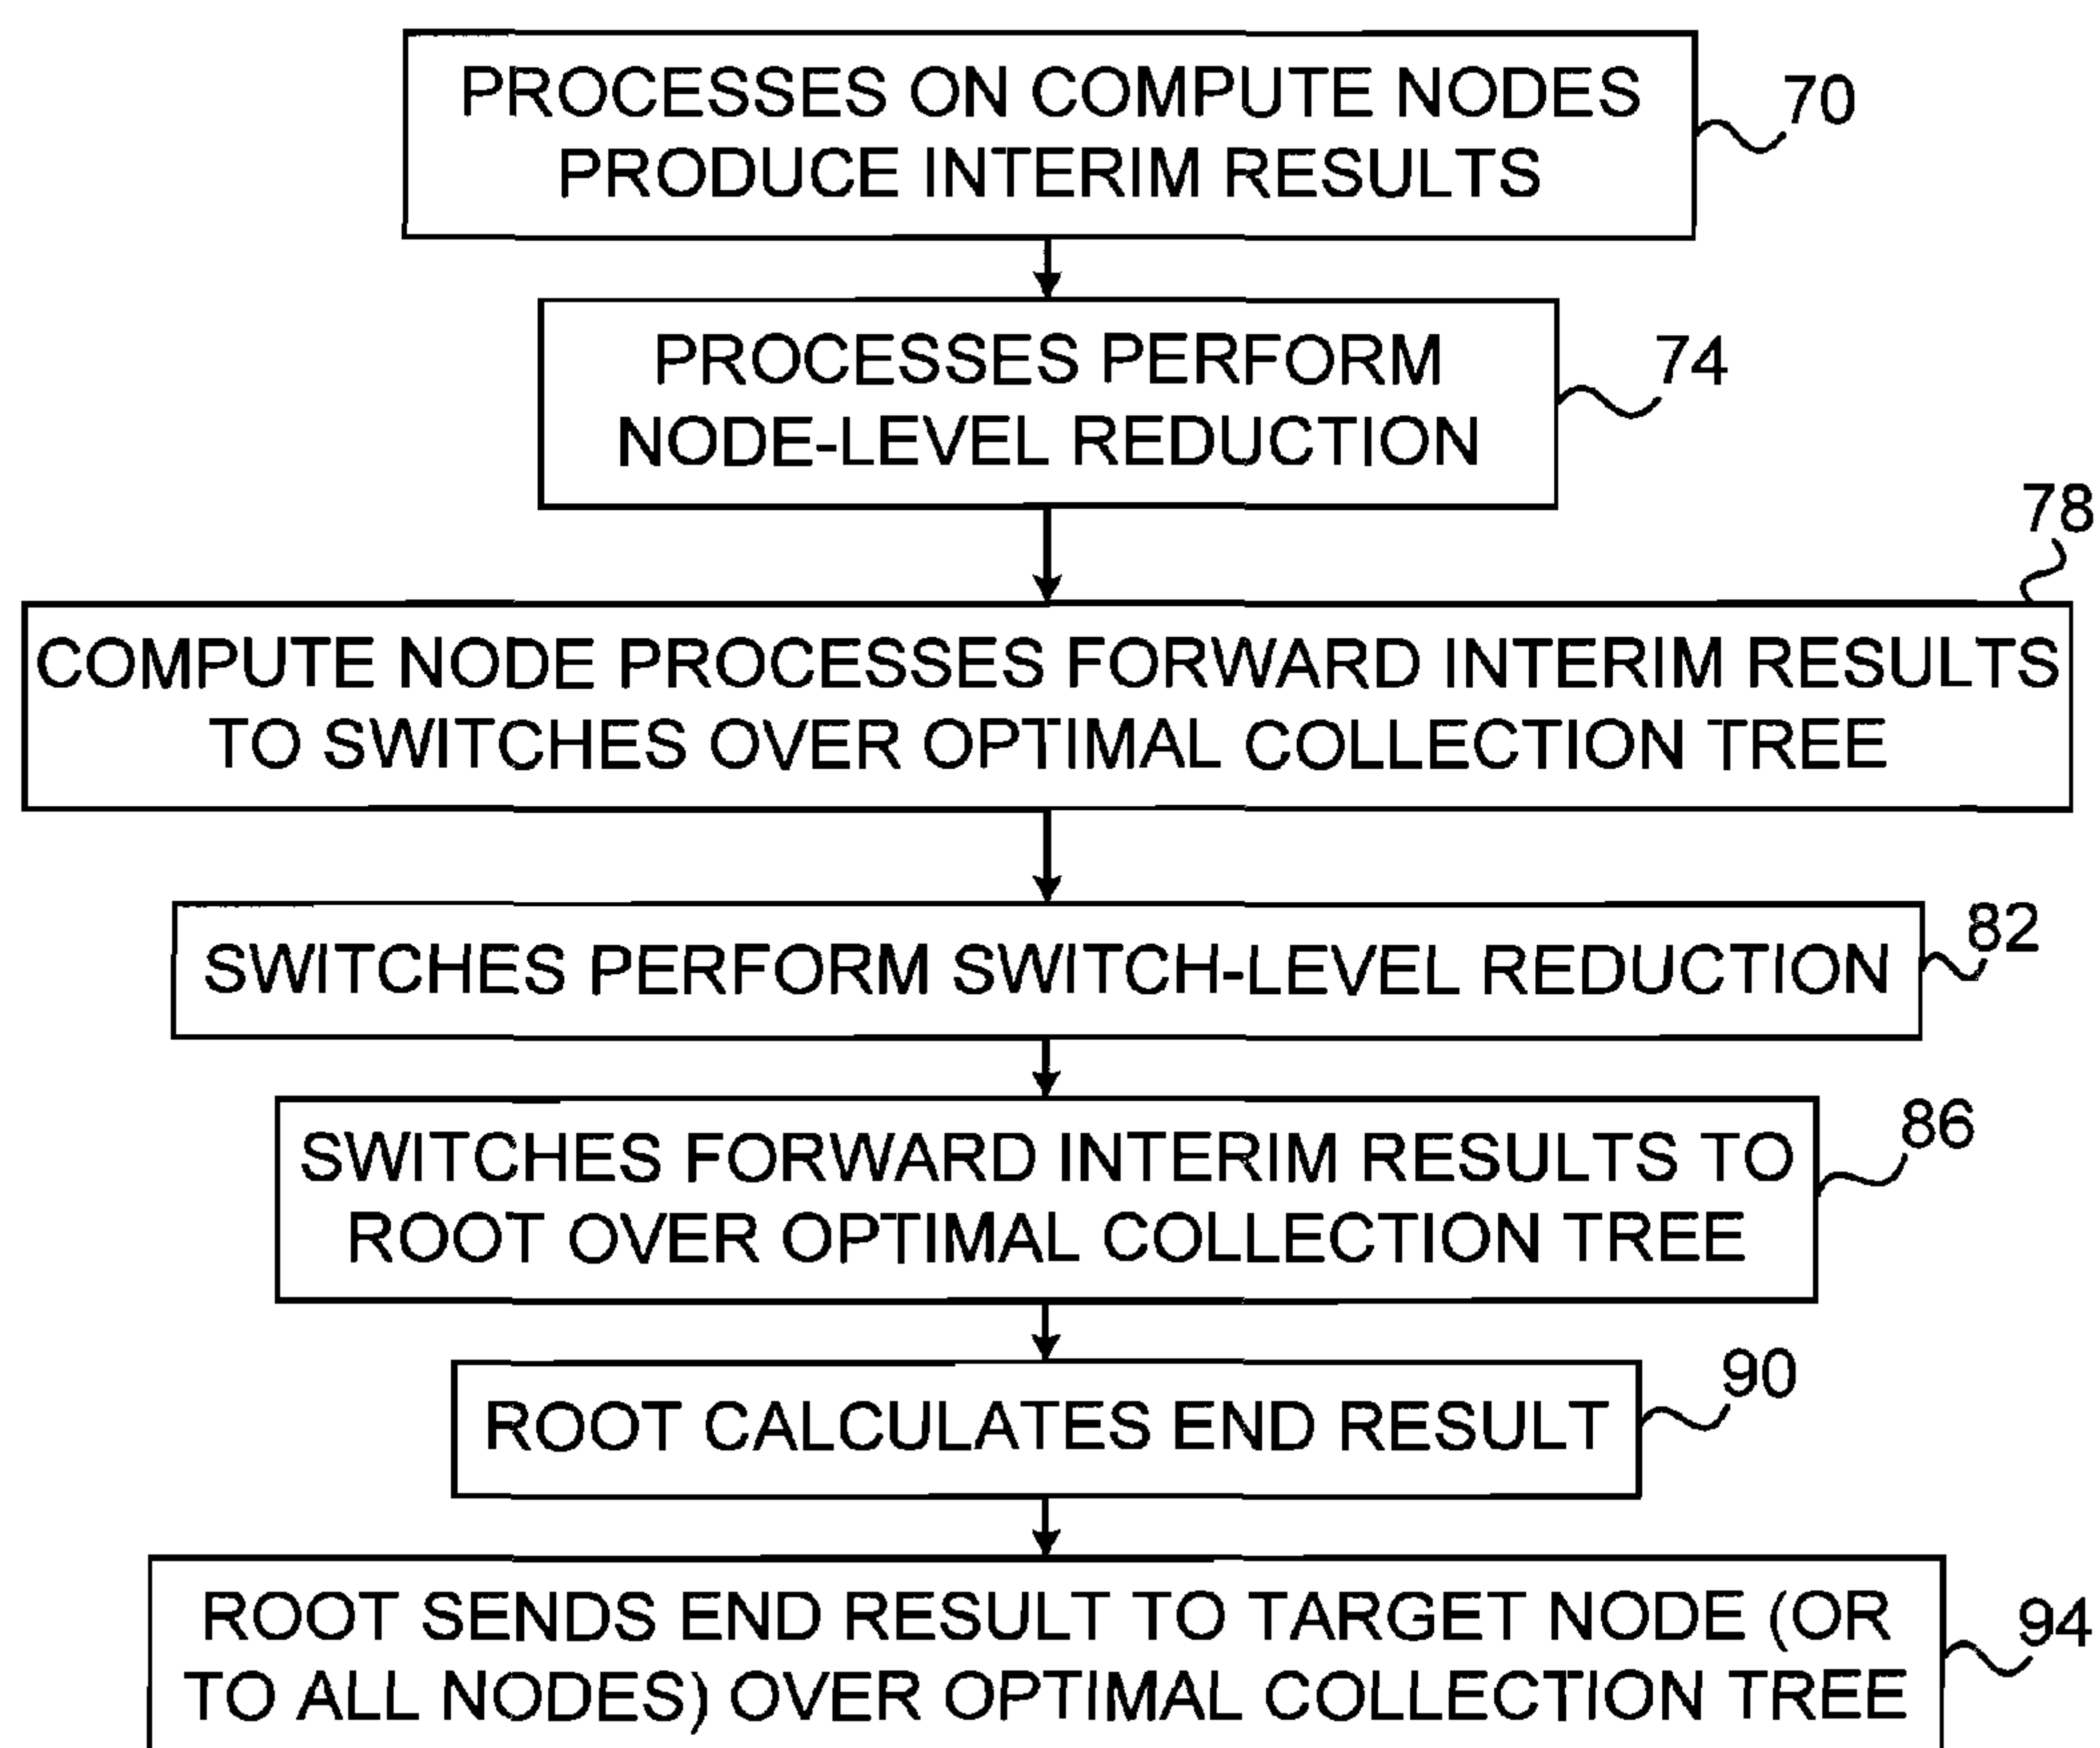 PROCESSES ON COMPUTE NODES
PRODUCE INTERIM RESULTS
70
PROCESSES PERFORM
NODE-LEVEL REDUCTION
74
78
COMPUTE NODE PROCESSES FORWARD INTERIM RESULTS
TO SWITCHES OVER OPTIMAL COLLECTION TREE
SWITCHES PERFORM SWITCH-LEVEL REDUCTION
82
SWITCHES FORWARD INTERIM RESULTS TO
ROOT OVER OPTIMAL COLLECTION TREE
86
ROOT CALCULATES END RESULT
90
ROOT SENDS END RESULT TO TARGET NODE (OR
TO ALL NODES) OVER OPTIMAL COLLECTION TREE
94